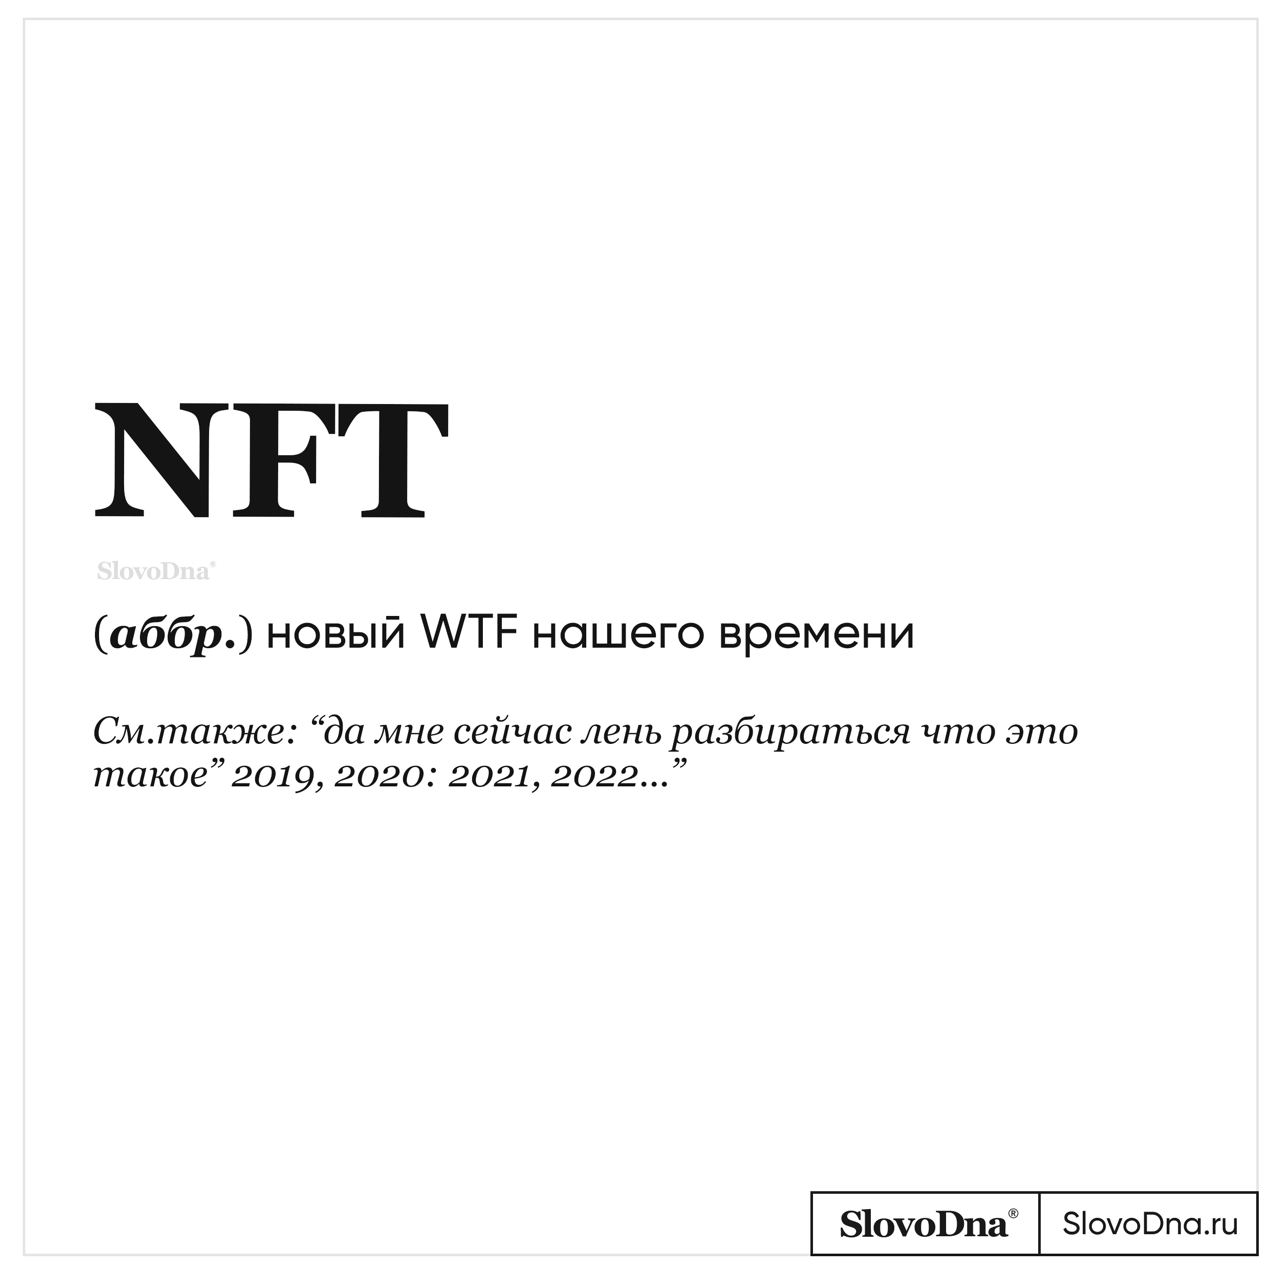 NFT
SlovoDna®
(аббр.) новый WTF нашего времени
См.также: “да мне сейчас лень разбираться что это
такое” 2019, 2020: 2021, 2022...”
SlovoDna® SlovoDna.ru